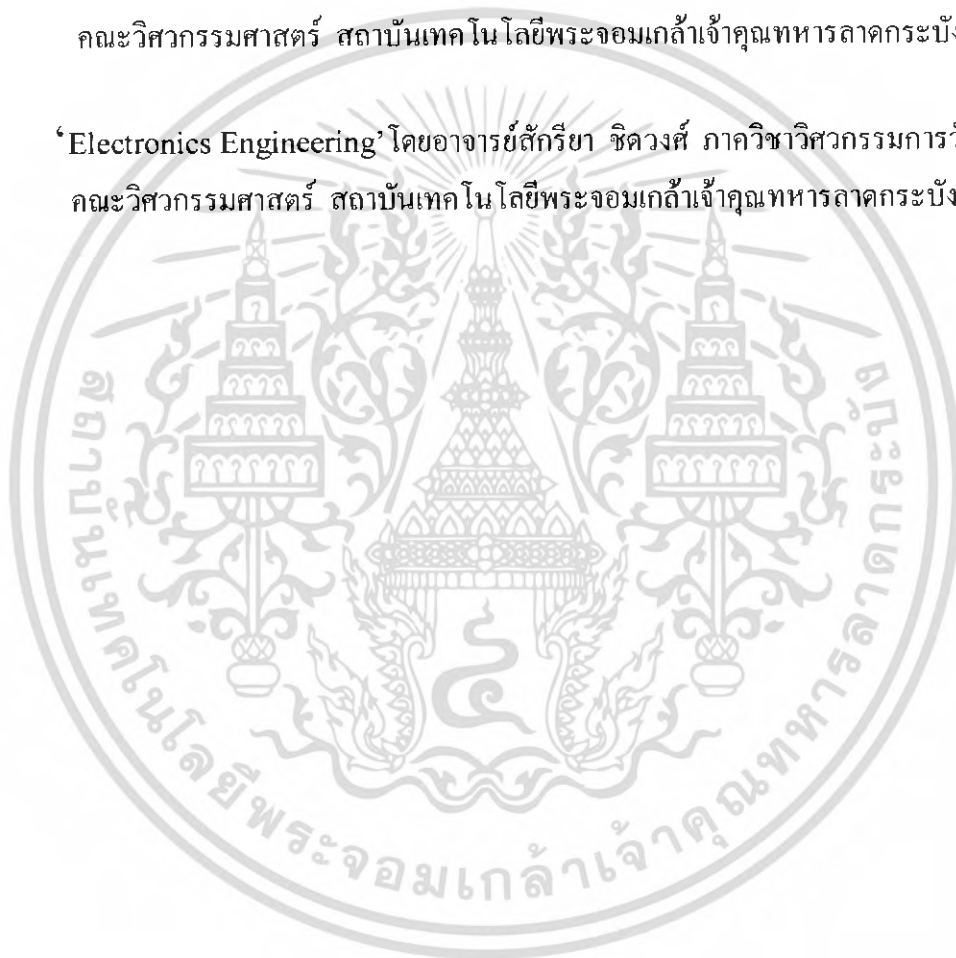 คณะวิศวกรรมศาสตร์ สถาบันเทคโนโลยีพระจอมเกล้าเจ้าคุณทหารลาดกระบัง
‘Electronics Engineering’ โดยอาจารย์สักรียา ชิตวงศ์ ภาควิชาวิศวกรรมการวั
คณะวิศวกรรมศาสตร์ สถาบันเทคโนโลยีพระจอมเกล้าเจ้าคุณทหารลาดกระบัง
สถาบันเทคโนโลยีพระจอมเกล้าเจ้าคุณทหารลาดกระบัง
๔